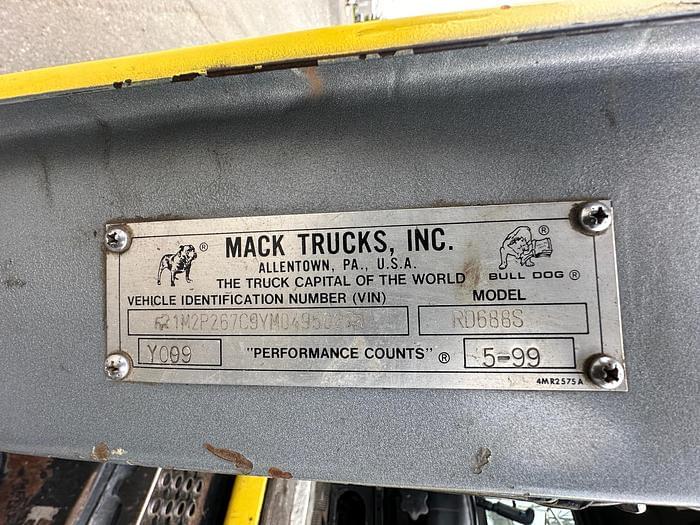 MACK TRUCKS, INC.
ALLENTOWN, PA., U.S.A.
THE TRUCK CAPITAL OF THE WORLD
BULL DOG ®
VEHICLE IDENTIFICATION NUMBER (VIN)
MODEL
RD688S
Y009
"PERFORMANCE COUNTS" ®
5-99
4MR2575A